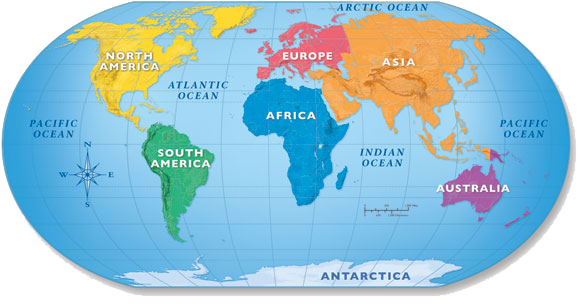 ARCTIC OCEAN
NORTH
AMERICA
EUROPE
ASIA
ATLANTIC
OCEAN
AFRICA
PACIFIC
OCEAN
PACIFIC
OCEAN
INDIAN
OCEAN
SOUTH
AMERICA
N
W
E
S
AUSTRALIA
ANTARCTICA